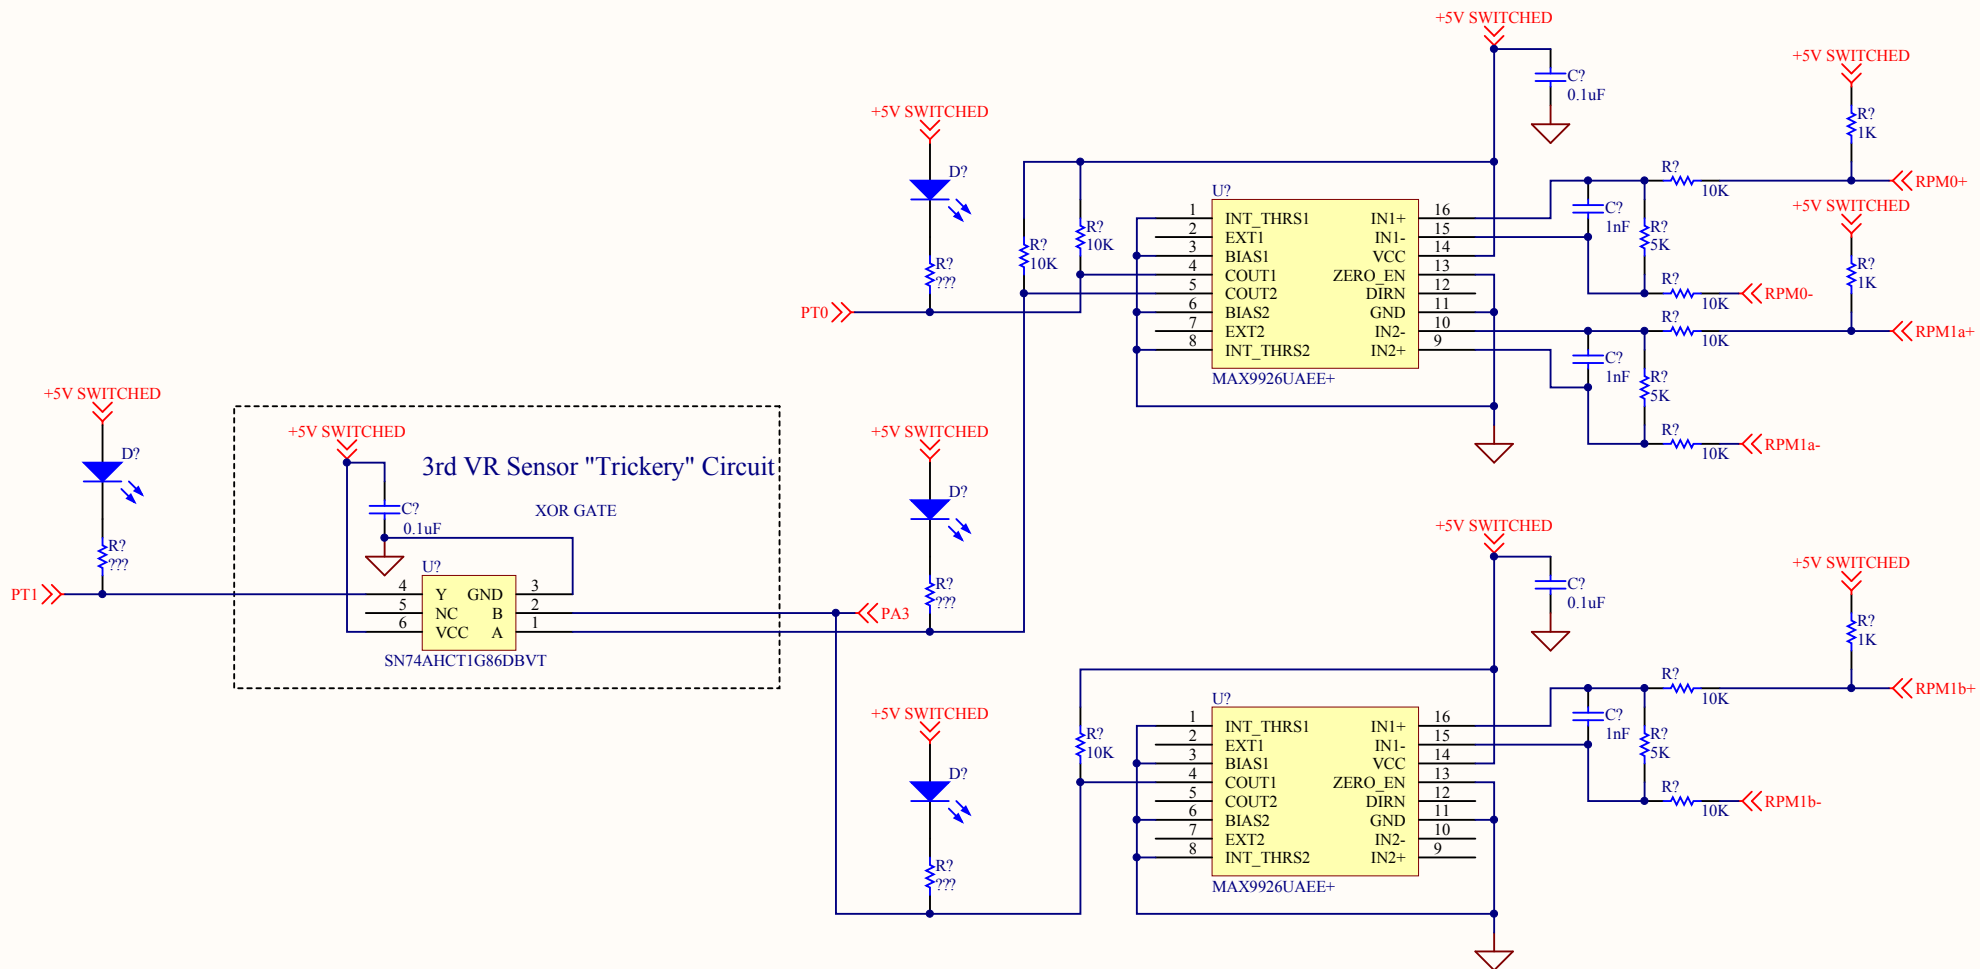 +5V SWITCHED
C?
0.1uF
+5V SWITCHED
R?
1K
RPM0+
+5V SWITCHED
D?
R?
???
PT0
R?
10K
R?
10K
U?
1 INT_THRS1 IN1+ 16
2 EXT1 IN1- 15
3 BIAS1 VCC 14
4 COUT1 ZERO_EN 13
5 COUT2 DIRN 12
6 BIAS2 GND 11
7 EXT2 IN2- 10
8 INT_THRS2 IN2+ 9
MAX9926UAEE+
R?
10K
C?
1nF
R?
5K
R?
10K
RPM0-
+5V SWITCHED
R?
1K
R?
10K
RPM1a+
C?
1nF
R?
5K
R?
10K
RPM1a-
+5V SWITCHED
D?
R?
???
PT1
+5V SWITCHED
3rd VR Sensor "Trickery" Circuit
C?
0.1uF
XOR GATE
U?
4 Y GND 3
5 NC B 2
6 VCC A 1
SN74AHCT1G86DBVT
PA3
+5V SWITCHED
D?
R?
???
+5V SWITCHED
D?
R?
???
+5V SWITCHED
C?
0.1uF
+5V SWITCHED
R?
1K
RPM1b+
R?
10K
U?
1 INT_THRS1 IN1+ 16
2 EXT1 IN1- 15
3 BIAS1 VCC 14
4 COUT1 ZERO_EN 13
5 COUT2 DIRN 12
6 BIAS2 GND 11
7 EXT2 IN2- 10
8 INT_THRS2 IN2+ 9
MAX9926UAEE+
R?
10K
C?
1nF
R?
5K
R?
10K
RPM1b-